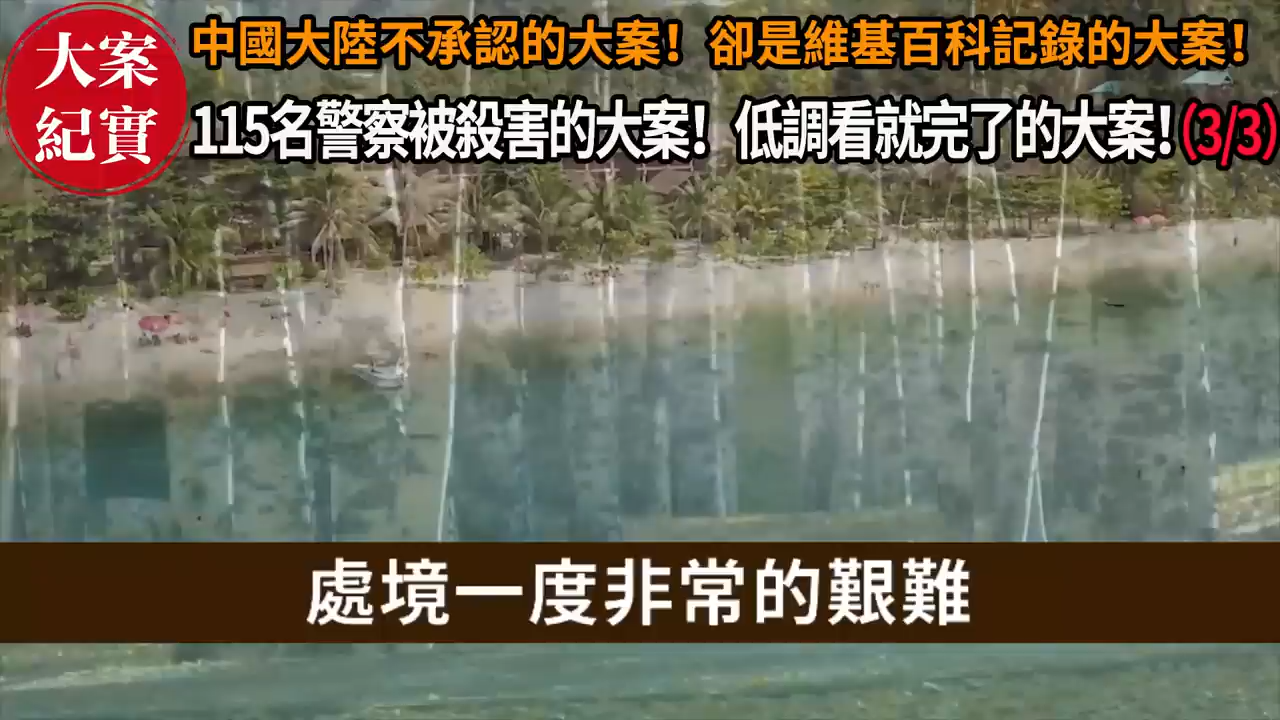 大案
紀實
中國大陸不承認的大案！卻是維基百科記錄的大案！
115名警察被殺害的大案！低調看就完了的大案！(3/3)
處境一度非常的艱難